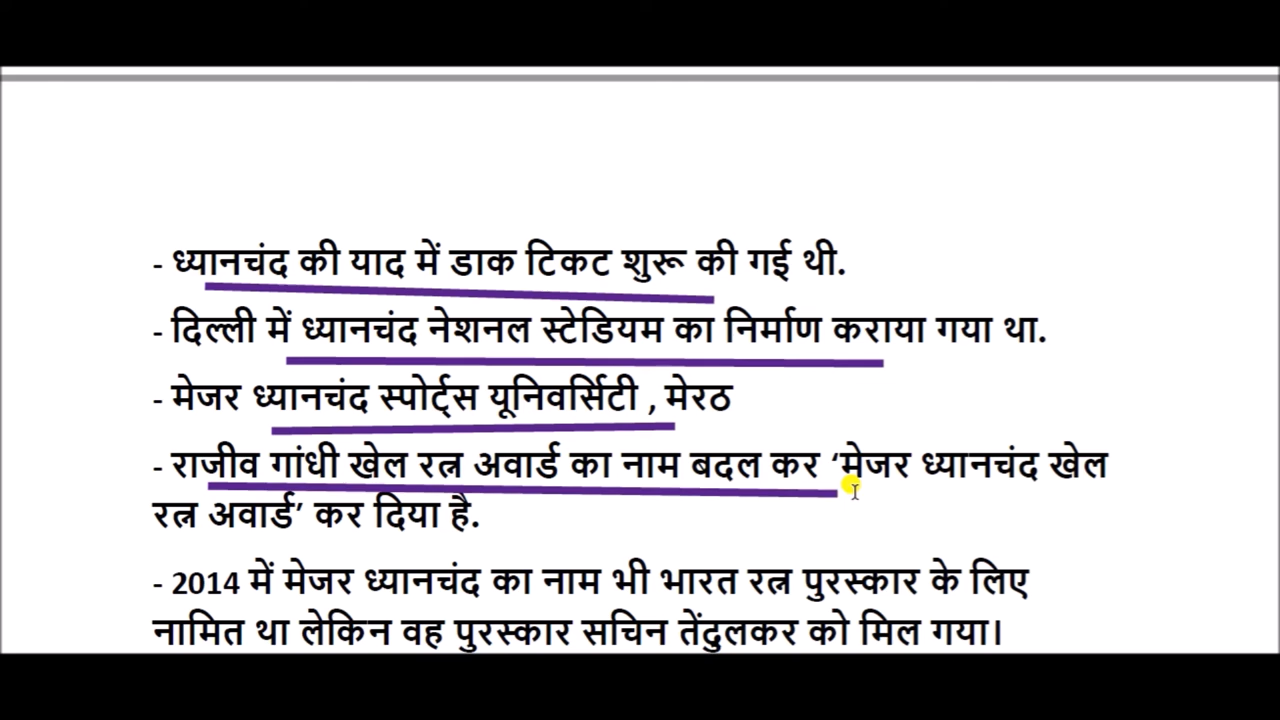 - ध्यानचंद की याद में डाक टिकट शुरू की गई थी.
- दिल्ली में ध्यानचंद नेशनल स्टेडियम का निर्माण कराया गया था.
- मेजर ध्यानचंद स्पोर्ट्स यूनिवर्सिटी , मेरठ
- राजीव गांधी खेल रत्न अवार्ड का नाम बदल कर ‘मेजर ध्यानचंद खेल
रत्न अवार्ड’ कर दिया है.
- 2014 में मेजर ध्यानचंद का नाम भी भारत रत्न पुरस्कार के लिए
नामित था लेकिन वह पुरस्कार सचिन तेंदुलकर को मिल गया।